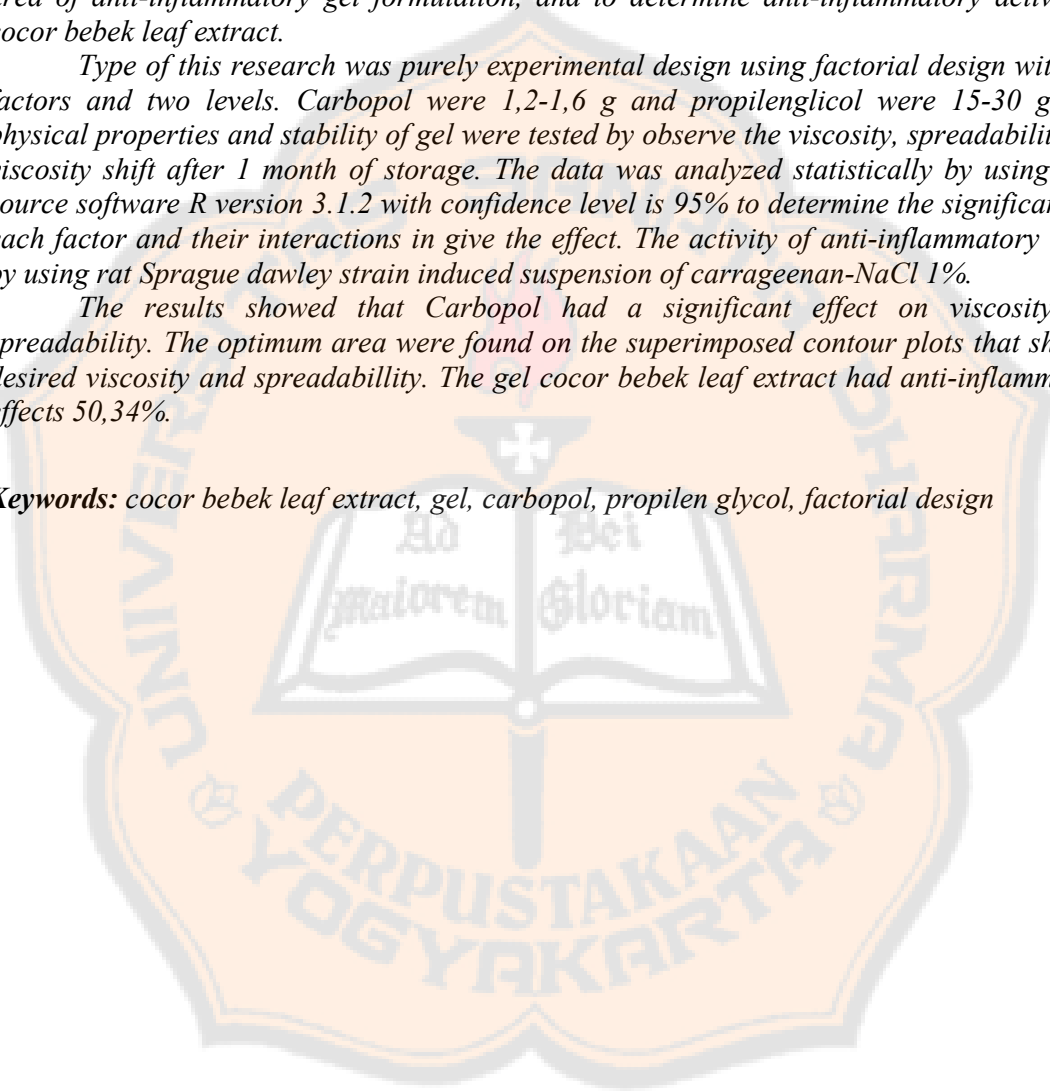 area of anti-inflammatory gel formulation, and to determine anti-inflammatory
cocor bebek leaf extract.
Type of this research was purely experimental design using factorial design
factors and two levels. Carbopol were 1,2-1,6 g and propilenglicol were 15-30 g
physical properties and stability of gel were tested by observe the viscosity,
viscosity shift after 1 month of storage. The data was analyzed statistically by using
source software R version 3.1.2 with confidence level is 95% to determine the
each factor and their interactions in give the effect. The activity of anti-inflammatory
by using rat Sprague dawley strain induced suspension of carrageenan-NaCl 1%.
The results showed that Carbopol had a significant effect on viscosity
spreadability. The optimum area were found on the superimposed contour plots that
desired viscosity and spreadabillity. The gel cocor bebek leaf extract had
effects 50,34%.
Keywords: cocor bebek leaf extract, gel, carbopol, propilen glycol, factorial design
UNIVERSITAS SANATA DHARMA
Ad Dei
Maiorem Gloriam
PERPUSTAKAAN
YOGYAKARTA